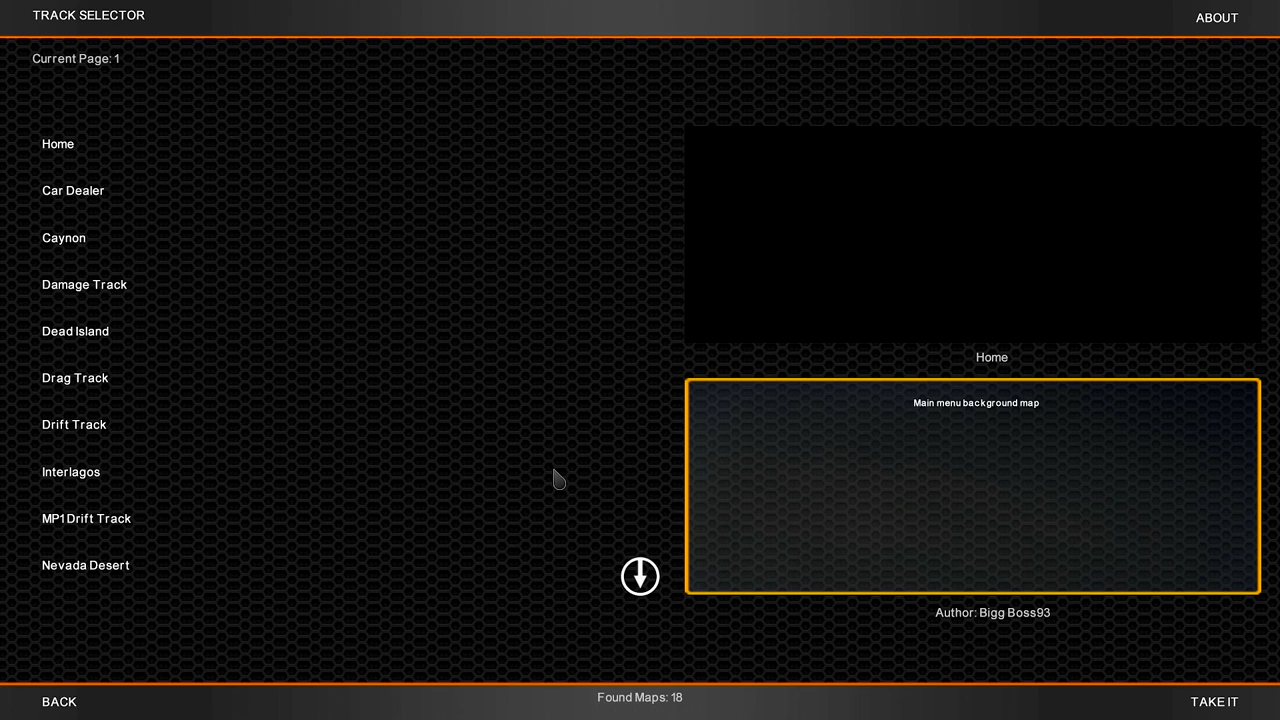 TRACK SELECTOR
ABOUT
Current Page: 1
Home
Car Dealer
Caynon
Damage Track
Dead Island
Drag Track
Drift Track
Interlagos
MP1 Drift Track
Nevada Desert
Home
Main menu background map
Author: Bigg Boss93
BACK
Found Maps: 18
TAKE IT